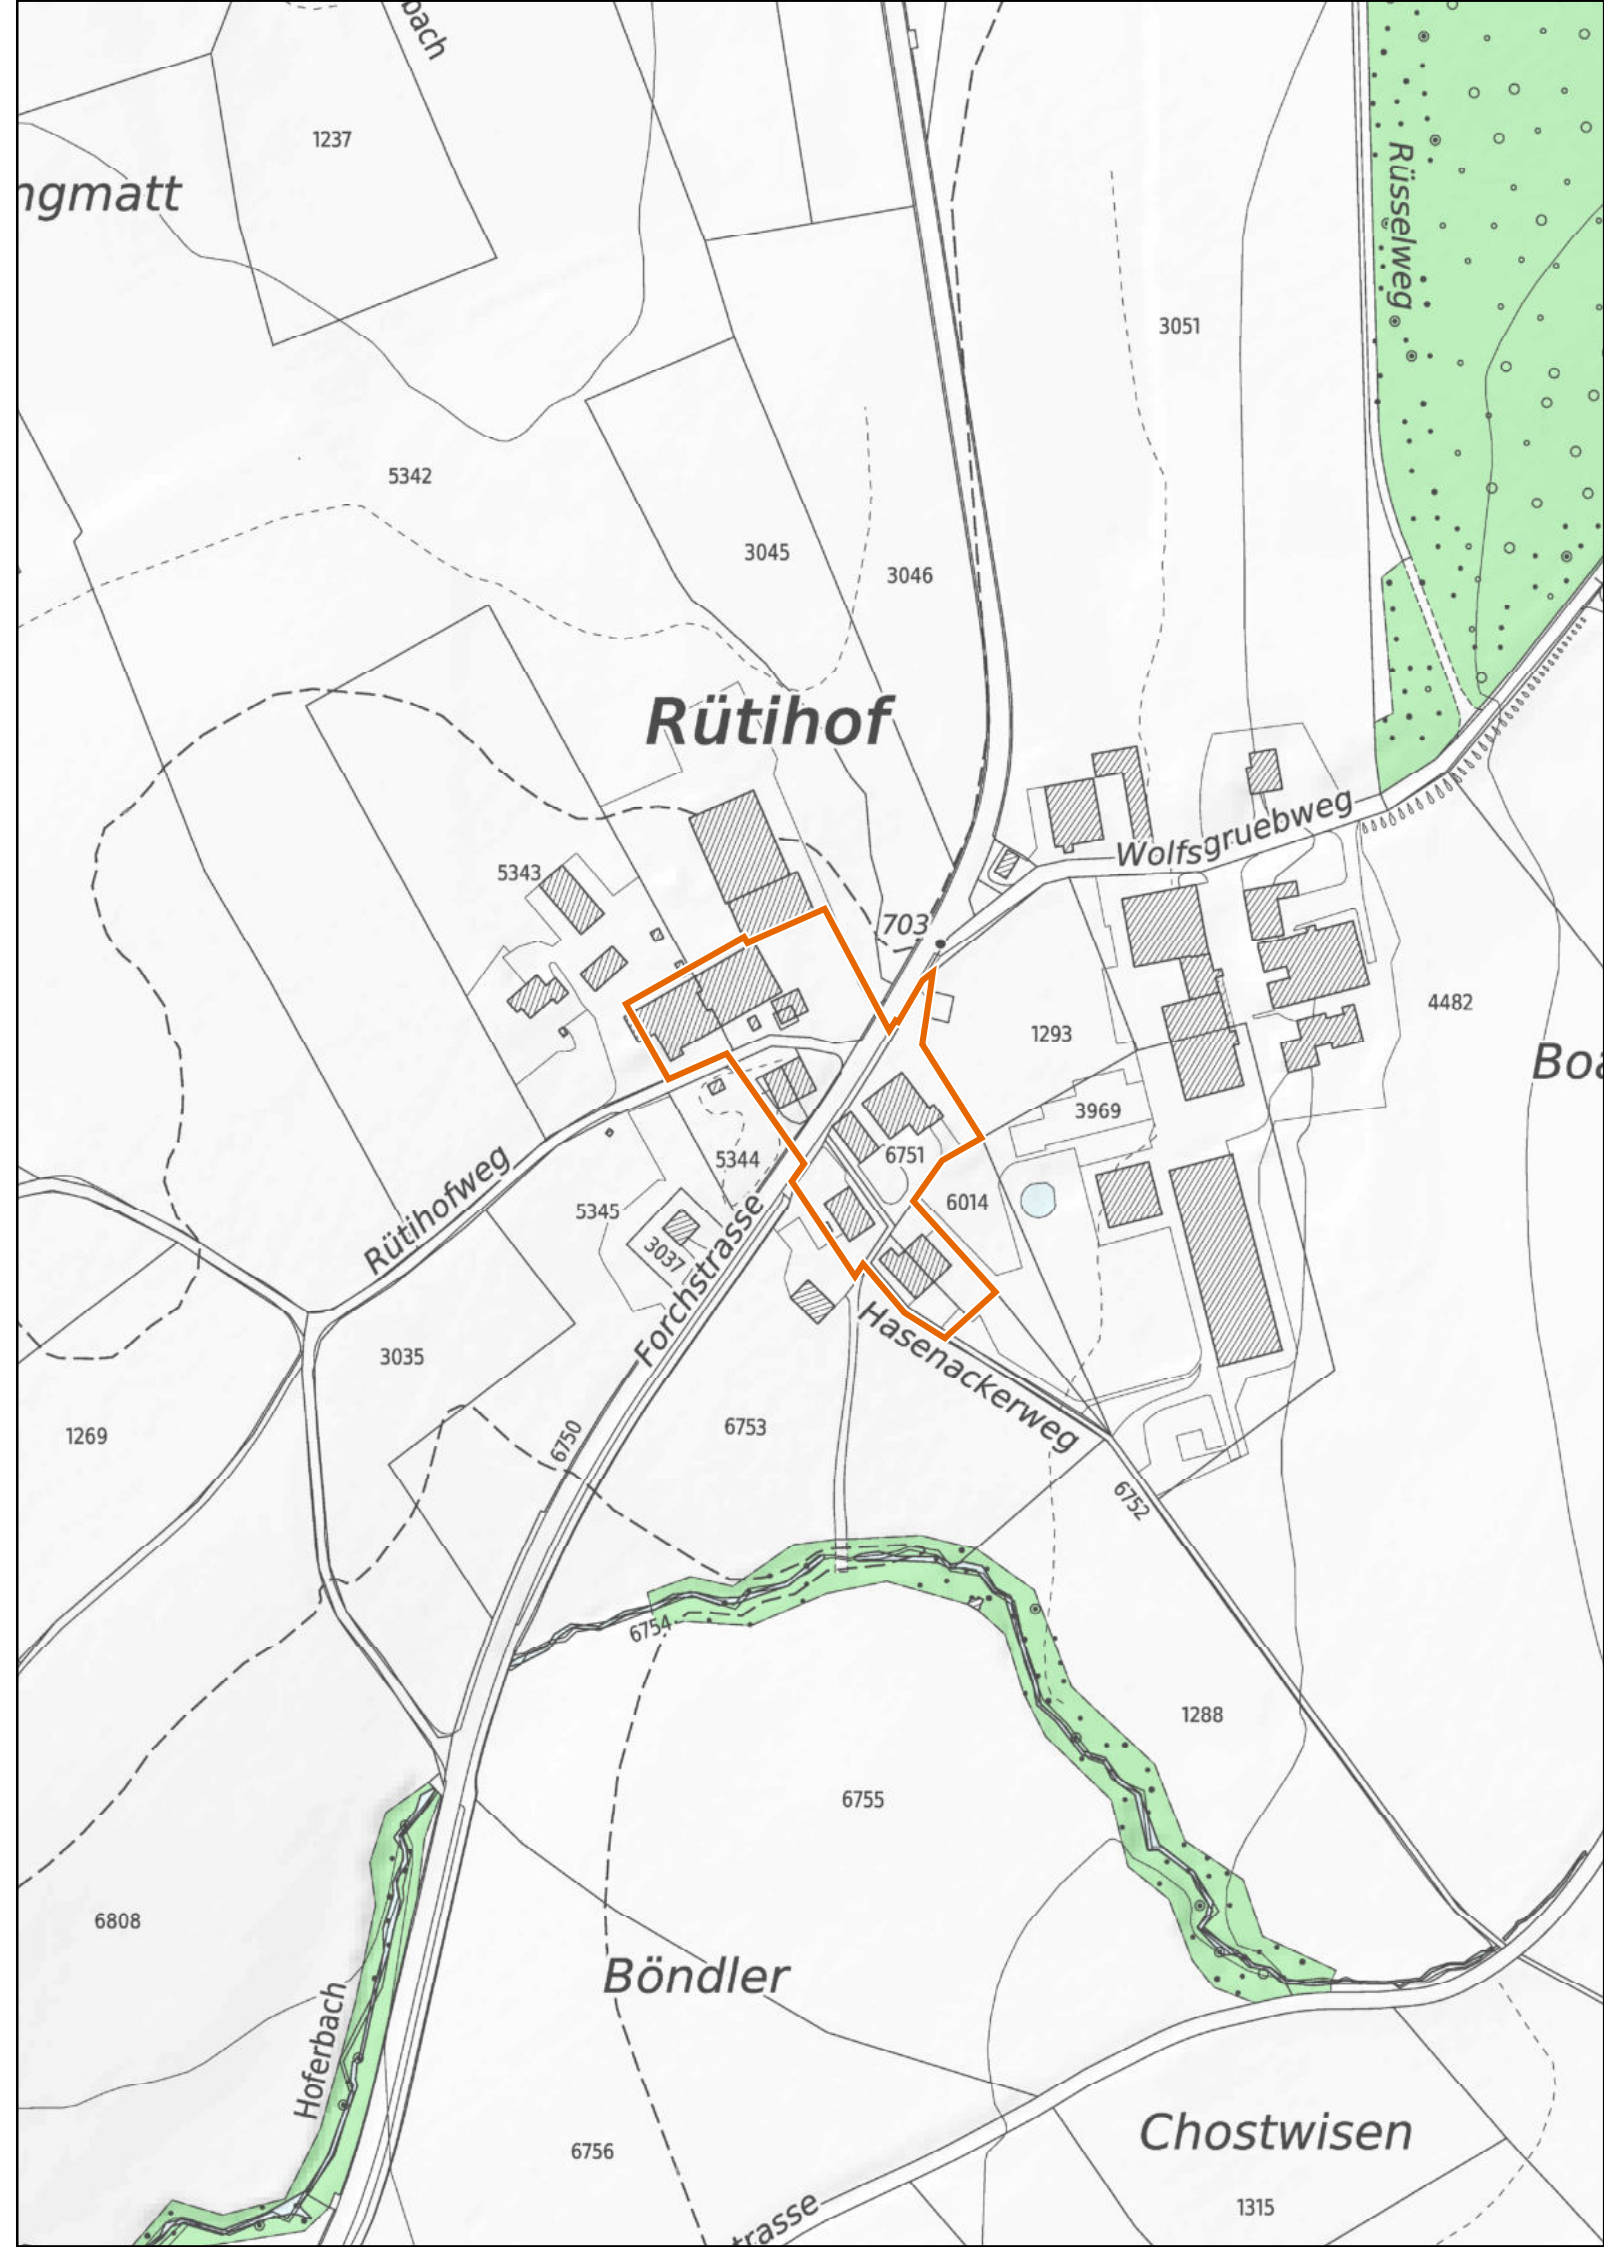 bach
1237
ngmatt
Rüsselweg
3051
5342
3045
3046
Rütihof
Wolfsgruebweg
5343
703
4482
1293
Boa
3969
6751
5344
6014
Rütihofweg
5345
3037
Forchstrasse
Hasenackerweg
3035
1269
6753
6750
6752
6754
1288
6755
6808
Böndler
Hoferbach
Chostwisen
6756
1315
trasse